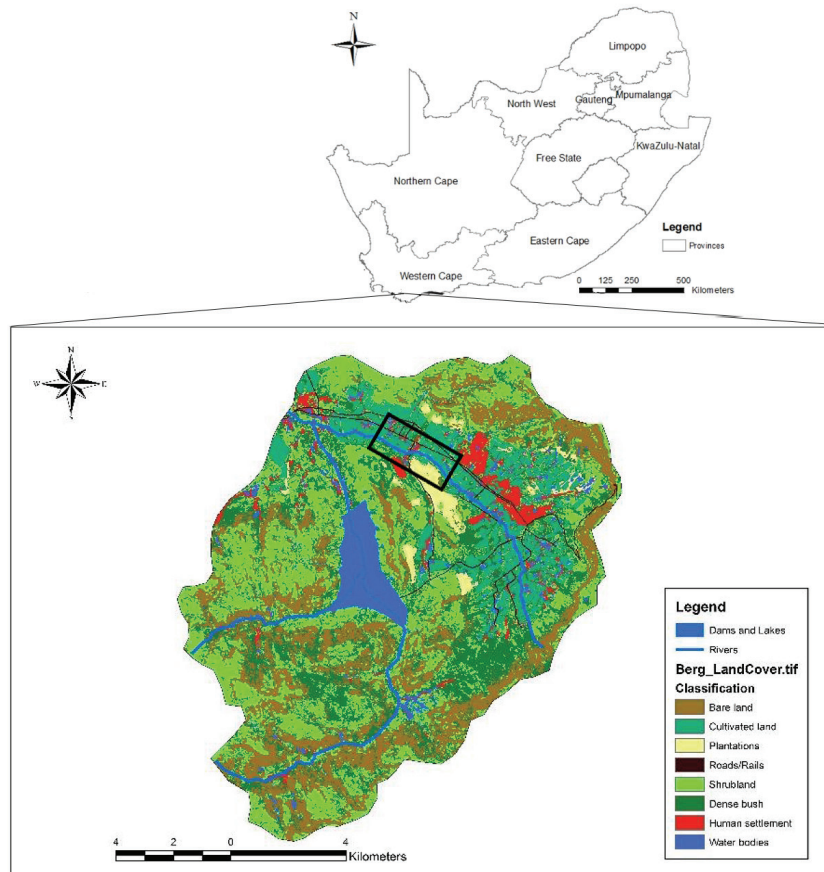 N
Limpopo
North West
Gauteng
Mpumalanga
Free State
KwaZulu-Natal
Northern Cape
Eastern Cape
Western Cape
Legend
Provinces
0 125 250 500
Kilometers
N
W E
S
Legend
Dams and Lakes
Rivers
Berg_LandCover.tif
Classification
Bare land
Cultivated land
Plantations
Roads/Rails
Shrubland
Dense bush
Human settlement
Water bodies
4 2 0 4
Kilometers